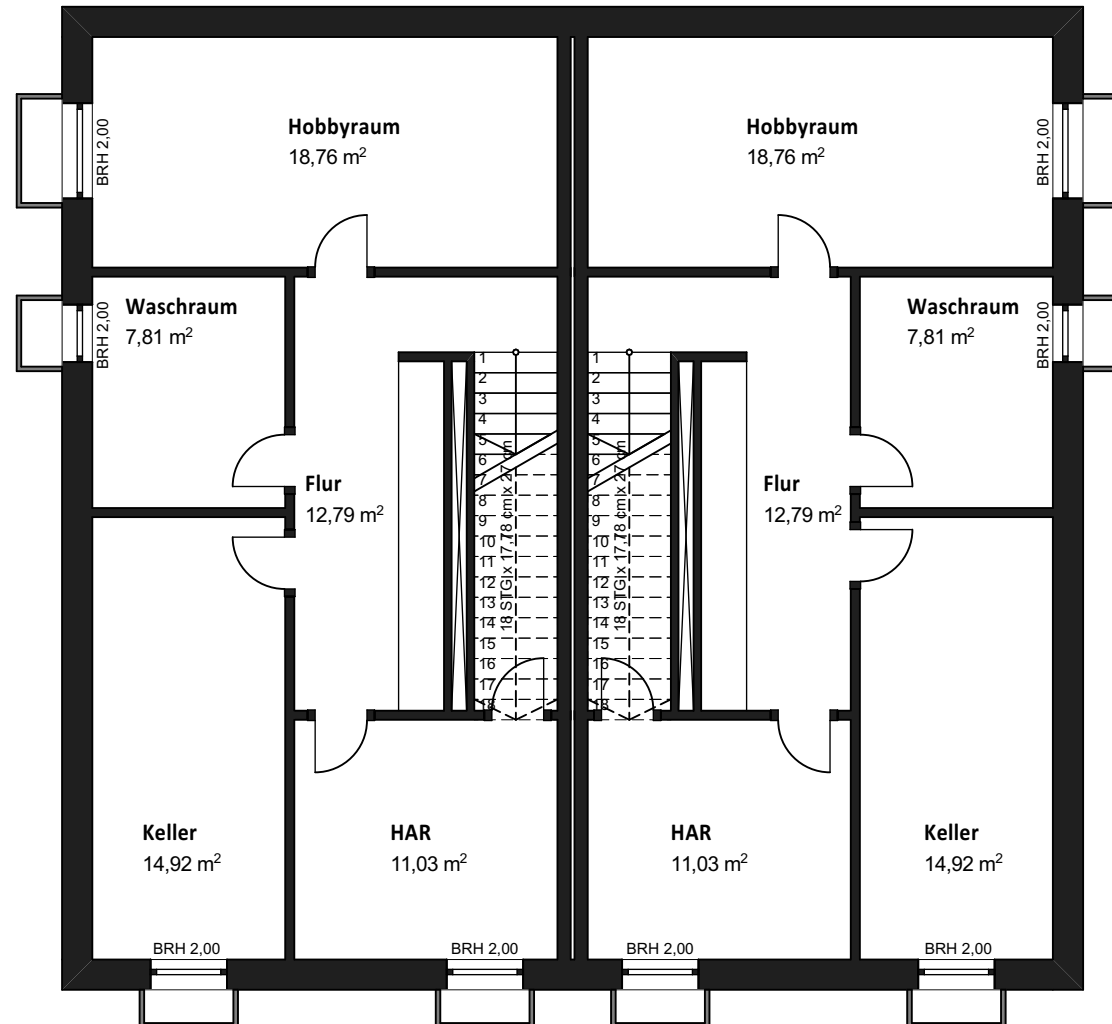 Hobbyraum
18,76 m²
Hobbyraum
18,76 m²
BRH 2,00
BRH 2,00
Waschraum
7,81 m²
Waschraum
7,81 m²
BRH 2,00
BRH 2,00
1
2
3
4
5
6
7
8
9
10
11
12
13
14
15
16
17
18
18 STG x 17,78 cm x 27 cm
1
2
3
4
5
6
7
8
9
10
11
12
13
14
15
16
17
18
18 STG x 17,78 cm x 27 cm
Flur
12,79 m²
Flur
12,79 m²
Keller
14,92 m²
HAR
11,03 m²
HAR
11,03 m²
Keller
14,92 m²
BRH 2,00
BRH 2,00
BRH 2,00
BRH 2,00